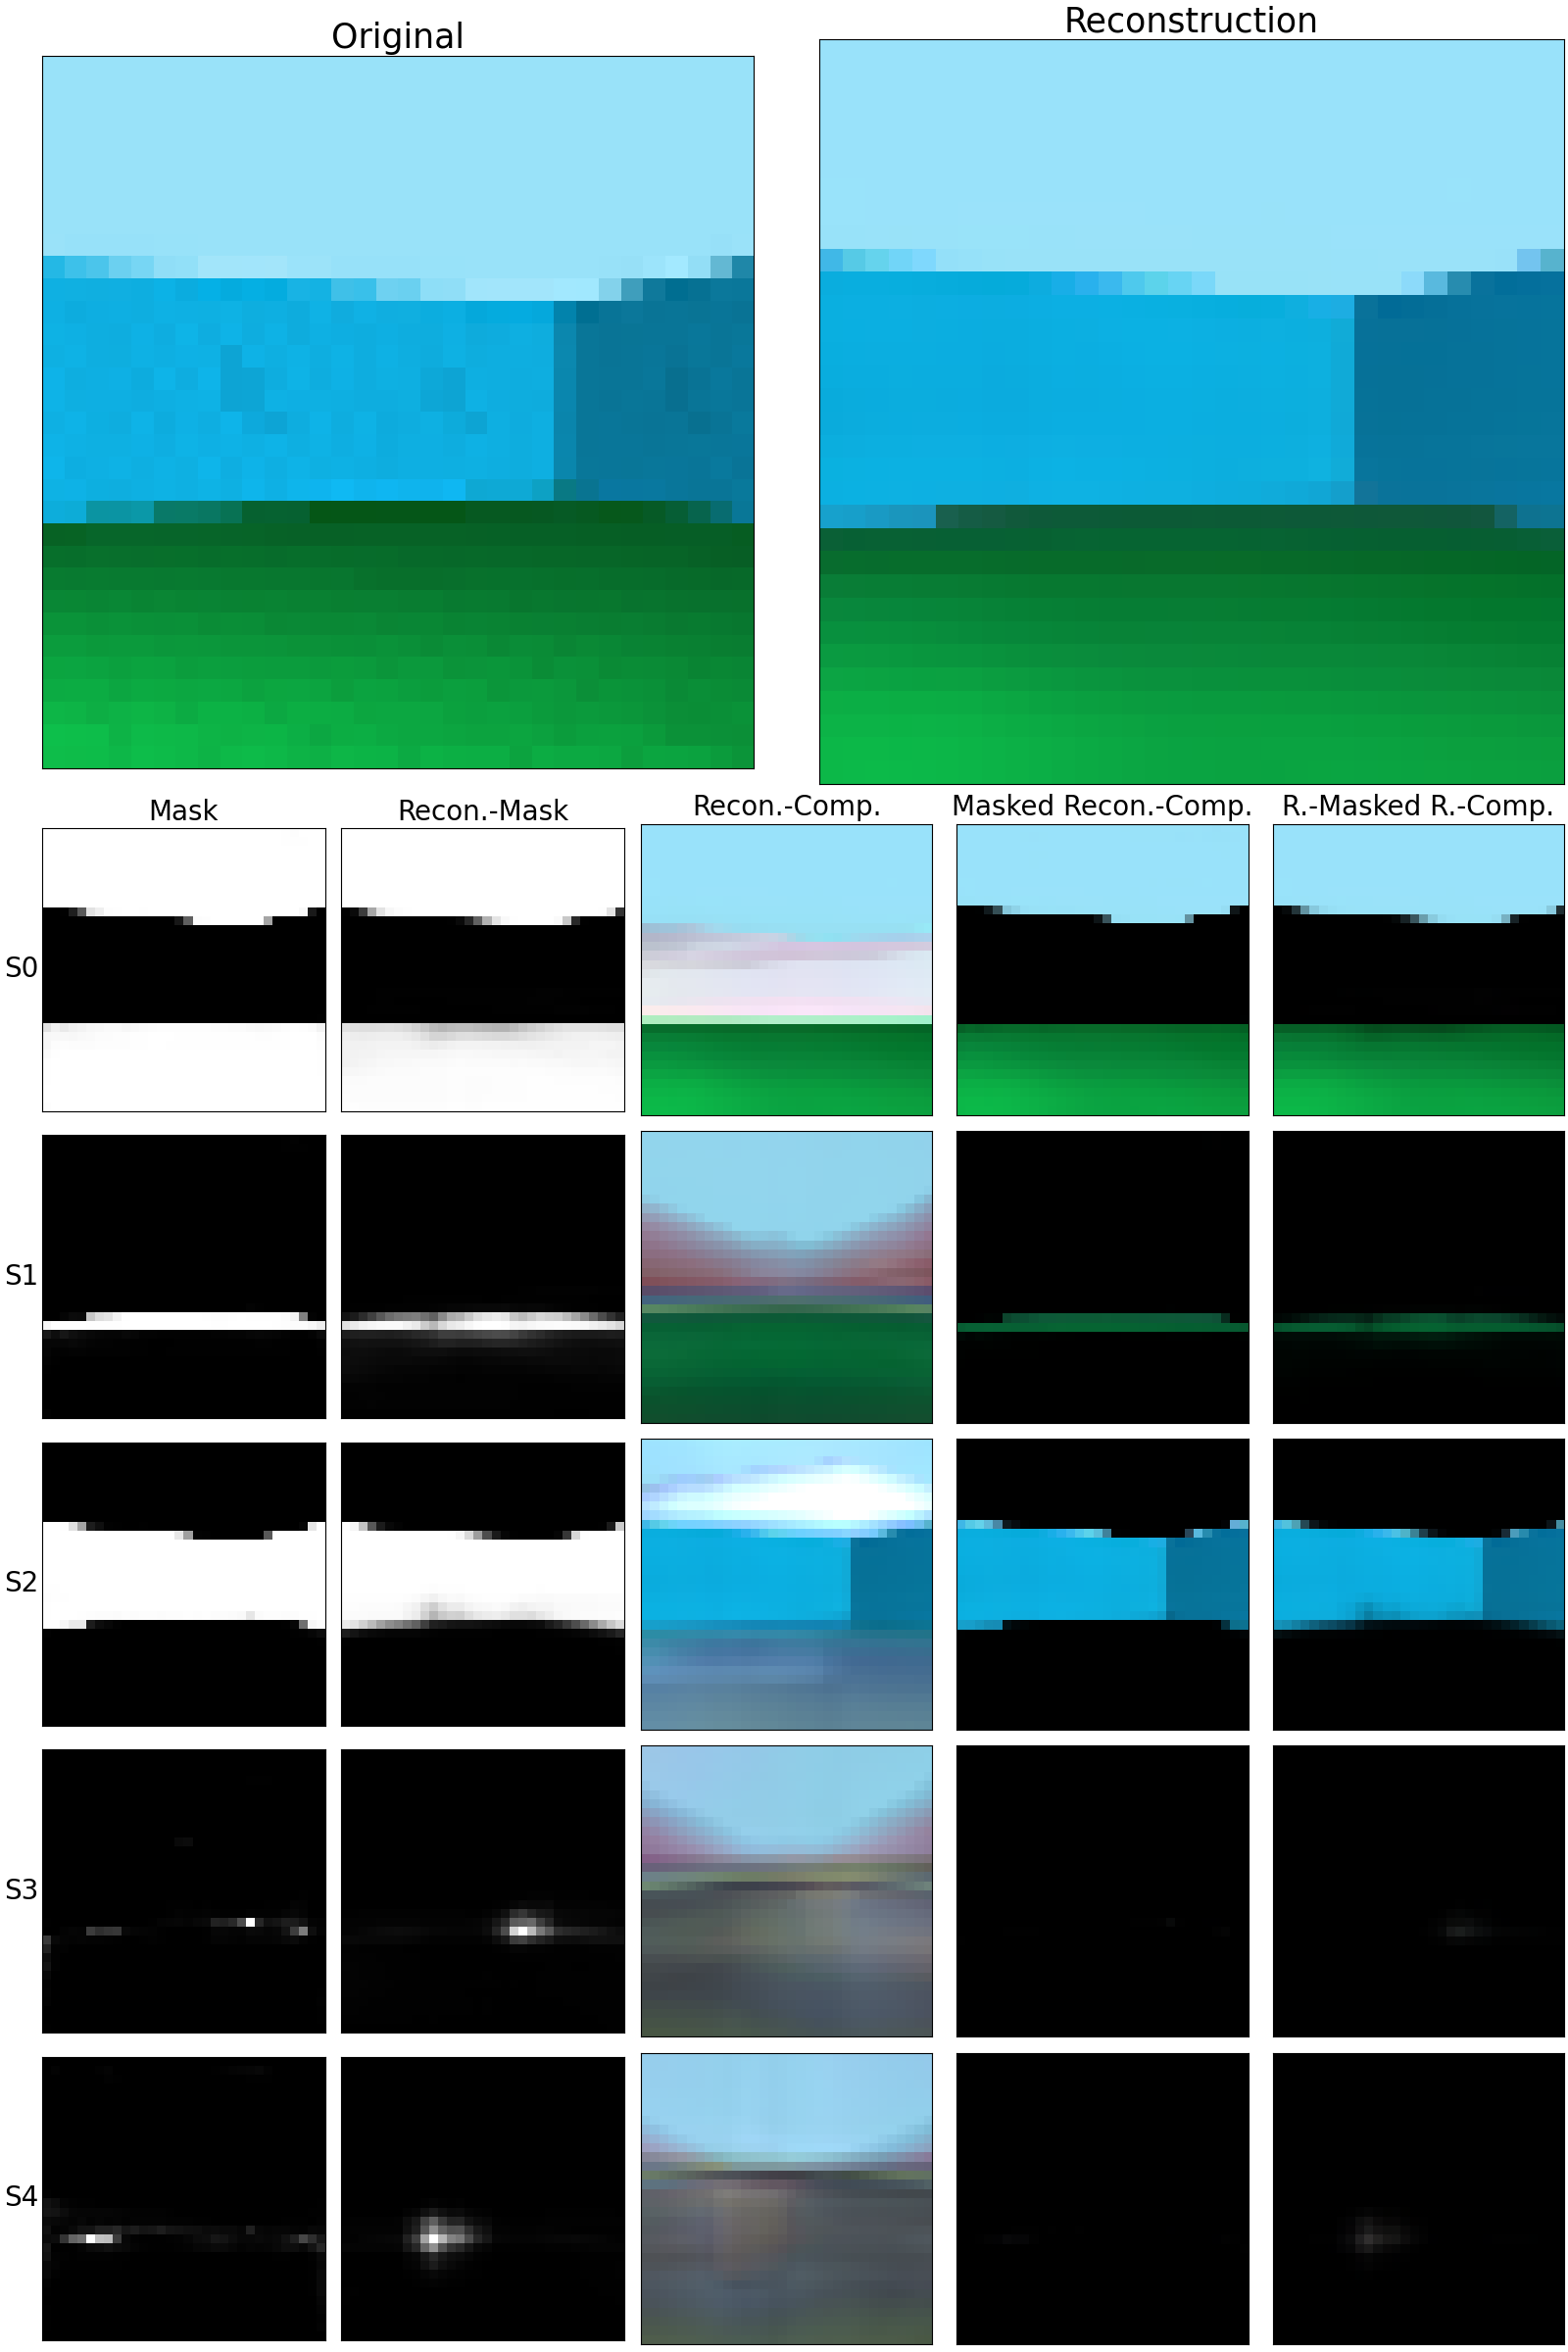 Original
Reconstruction
Mask
Recon.-Mask
Recon.-Comp.
Masked Recon.-Comp.
R.-Masked R.-Comp.
S0
S1
S2
S3
S4